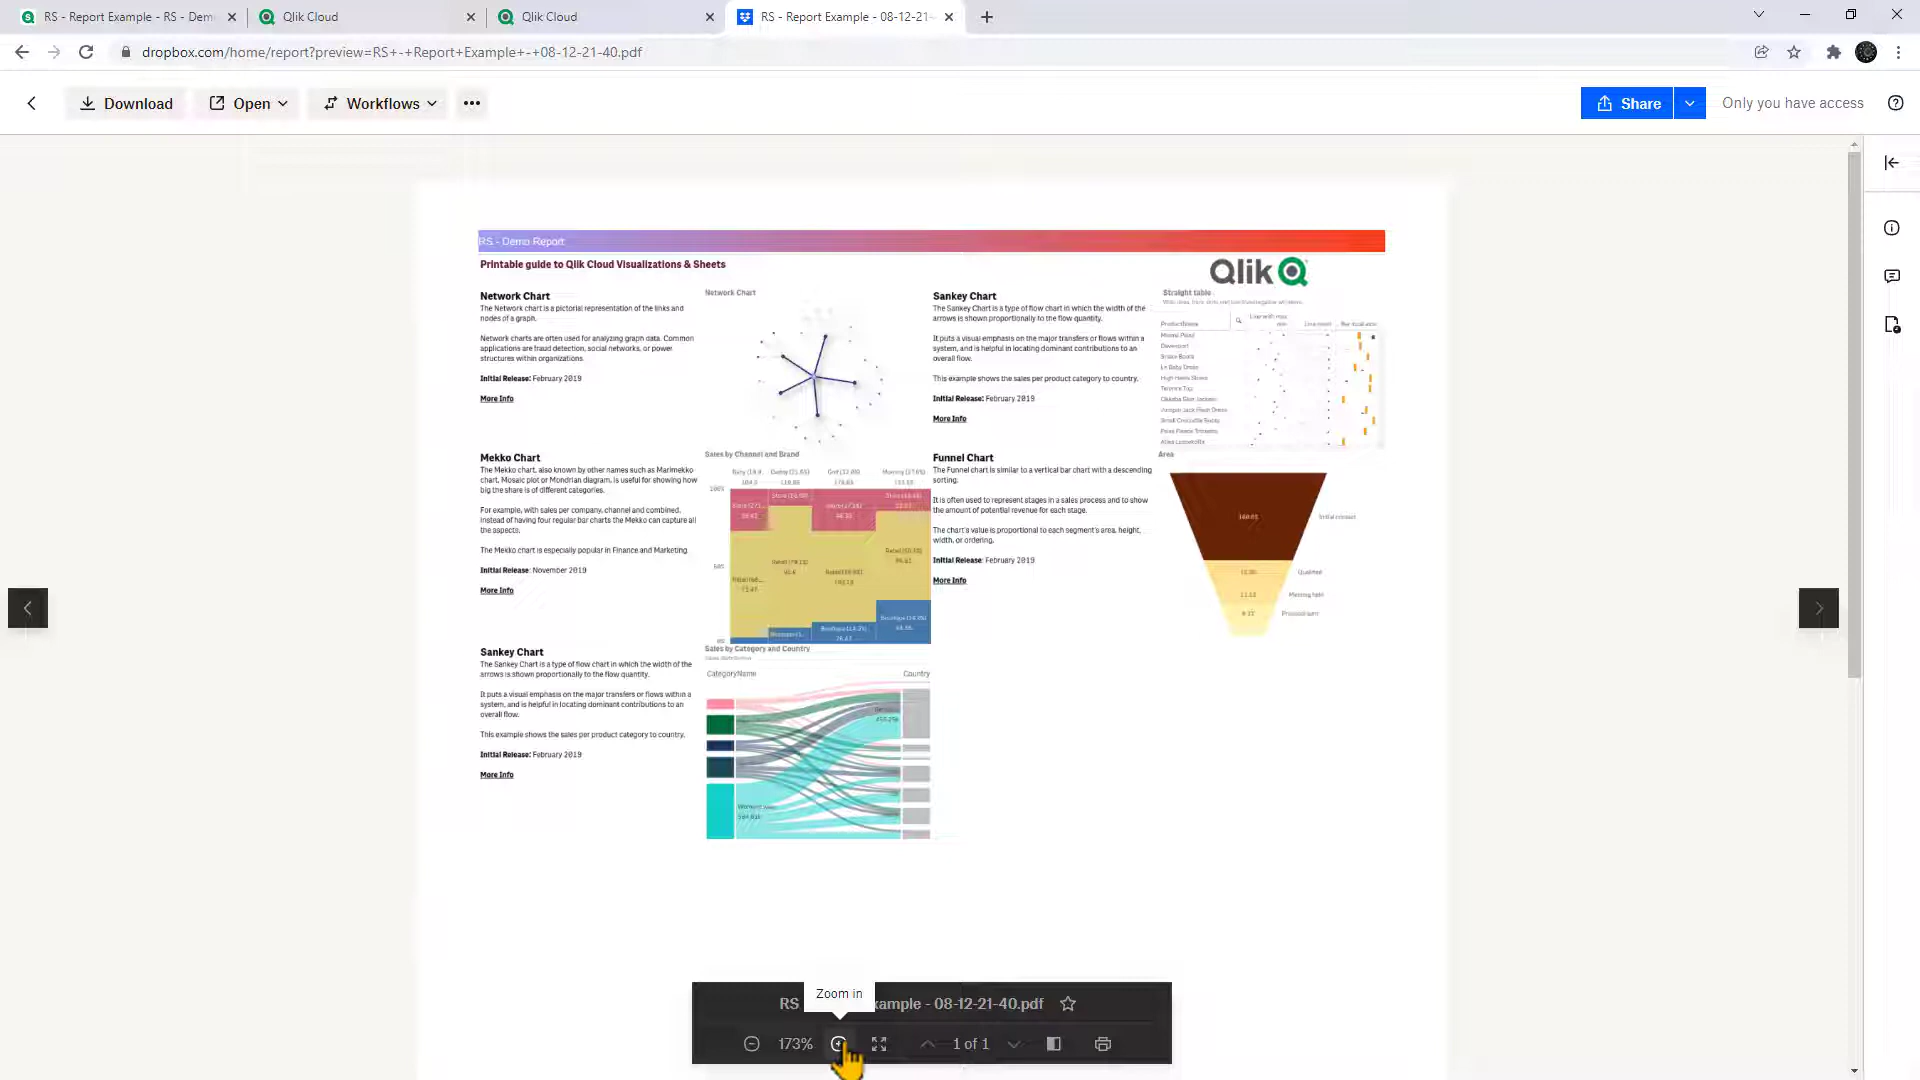 RS - Report Example - RS - Dem
Qlik Cloud
Qlik Cloud
RS - Report Example - 08-12-21-
dropbox.com/home/report?preview=RS+-+Report+Example+-+08-12-21-40.pdf
Download
Open
Workflows
Share
Only you have access
RS - Demo Report
Printable guide to Qlik Cloud Visualizations & Sheets
Qlik
Network Chart
The Network chart is a pictorial representation of the links and
nodes of a graph.
Network charts are often used for analyzing graph data. Common
applications are fraud detection, social networks, or power
structures within organizations.
Initial Release: February 2019
More Info
Network Chart
Sankey Chart
The Sankey Chart is a type of flow chart in which the width of the
arrows is shown proportionally to the flow quantity.
It puts a visual emphasis on the major transfers or flows within a
system, and is helpful in locating dominant contributions to an
overall flow.
This example shows the sales per product category to country.
Initial Release: February 2019
More Info
Straight table
ProductName
High Heels Shoes
Mekko Chart
The Mekko chart, also known by other names such as Marimekko
chart, Mosaic plot or Mondrian diagram, is useful for showing how
big the share is of different categories.
For example, with sales per company, channel and combined,
instead of having four regular bar charts the Mekko can capture all
the aspects.
The Mekko chart is especially popular in Finance and Marketing.
Initial Release: November 2019
More Info
Sales by Channel and Brand
100%
50%
0%
Funnel Chart
The Funnel chart is similar to a vertical bar chart with a descending
sorting.
It is often used to represent stages in a sales process and to show
the amount of potential revenue for each stage.
The chart's value is proportional to each segment's area, height,
width, or ordering.
Initial Release: February 2019
More Info
Area
Initial contact
Qualified
Meeting held
Sankey Chart
The Sankey Chart is a type of flow chart in which the width of the
arrows is shown proportionally to the flow quantity.
It puts a visual emphasis on the major transfers or flows within a
system, and is helpful in locating dominant contributions to an
overall flow.
This example shows the sales per product category to country.
Initial Release: February 2019
More Info
Sales by Category and Country
CategoryName
Country
Zoom in
RS xample - 08-12-21-40.pdf
173%
1 of 1